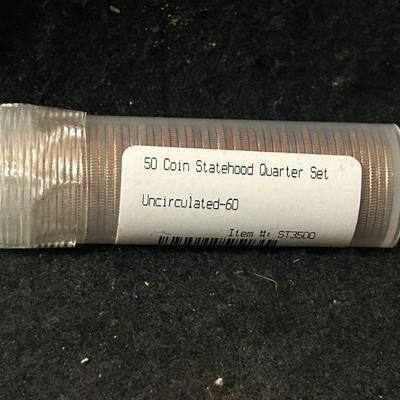 50 Coin Statehood Quarter Set
Uncirculated-60
Item #: ST3500